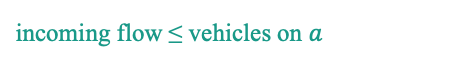 incoming flow ≤ vehicles on a